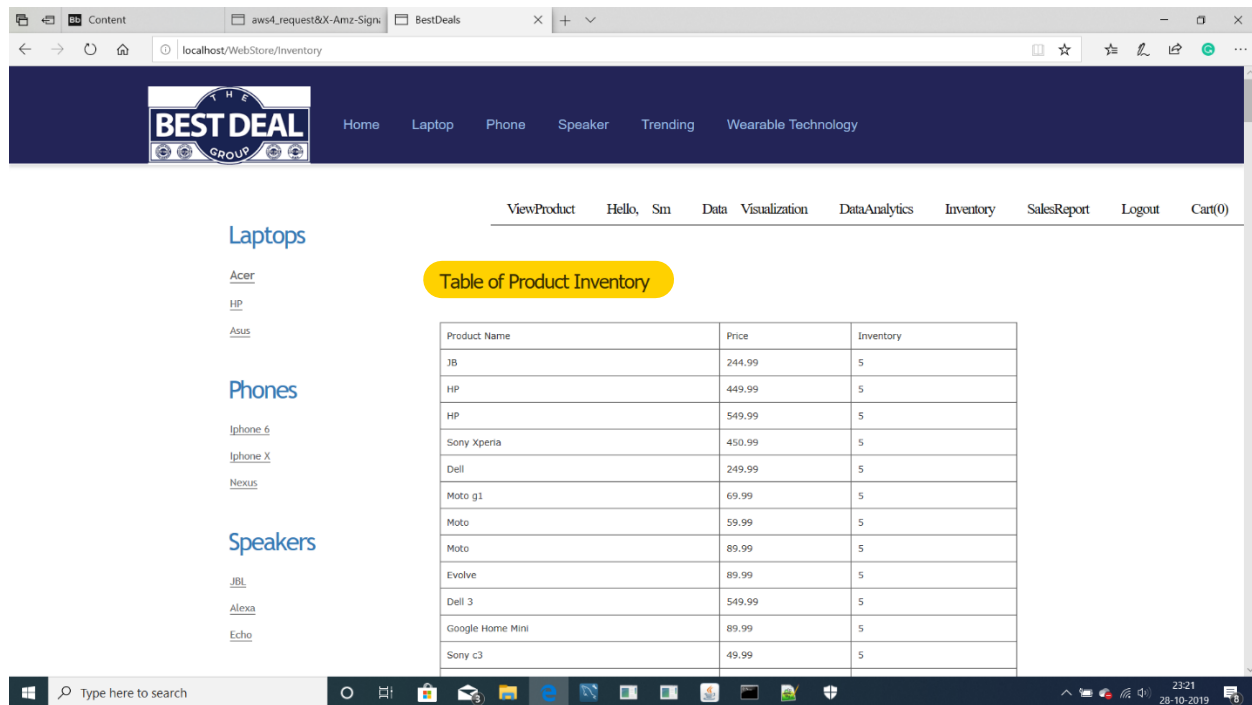 Bb Content aws4_request&X-Amz-Signa BestDeals
localhost/WebStore/Inventory
THE
BEST DEAL
GROUP
Home Laptop Phone Speaker Trending Wearable Technology
ViewProduct Hello, Sm Data Visualization DataAnalytics Inventory SalesReport Logout Cart(0)
Laptops
Acer
HP
Asus
Phones
Iphone 6
Iphone X
Nexus
Speakers
JBL
Alexa
Echo
Table of Product Inventory
Product Name Price Inventory
JB 244.99 5
HP 449.99 5
HP 549.99 5
Sony Xperia 450.99 5
Dell 249.99 5
Moto g1 69.99 5
Moto 59.99 5
Moto 89.99 5
Evolve 89.99 5
Dell 3 549.99 5
Google Home Mini 89.99 5
Sony c3 49.99 5
Type here to search
23:21
28-10-2019